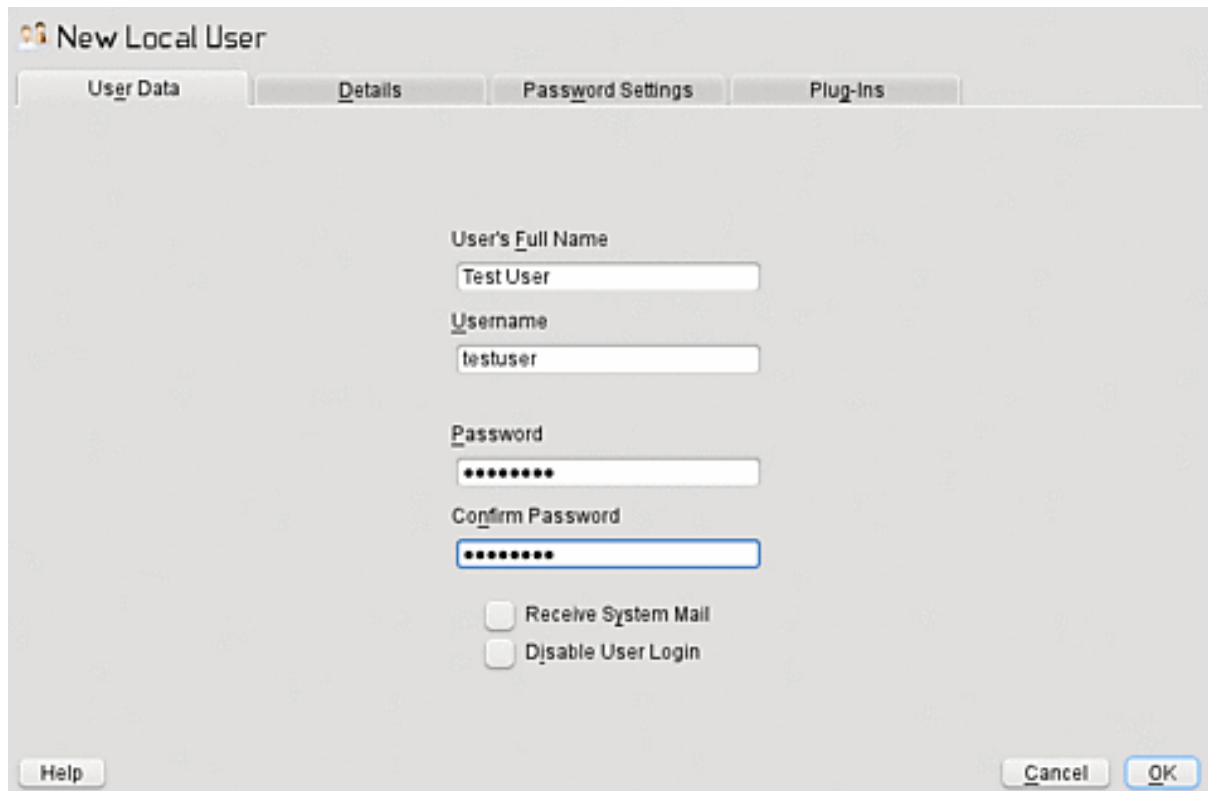 New Local User
User Data Details Password Settings Plug-Ins
User's Full Name
Test User
Username
testuser
Password
••••••••
Confirm Password
••••••••
Receive System Mail
Disable User Login
Help Cancel OK